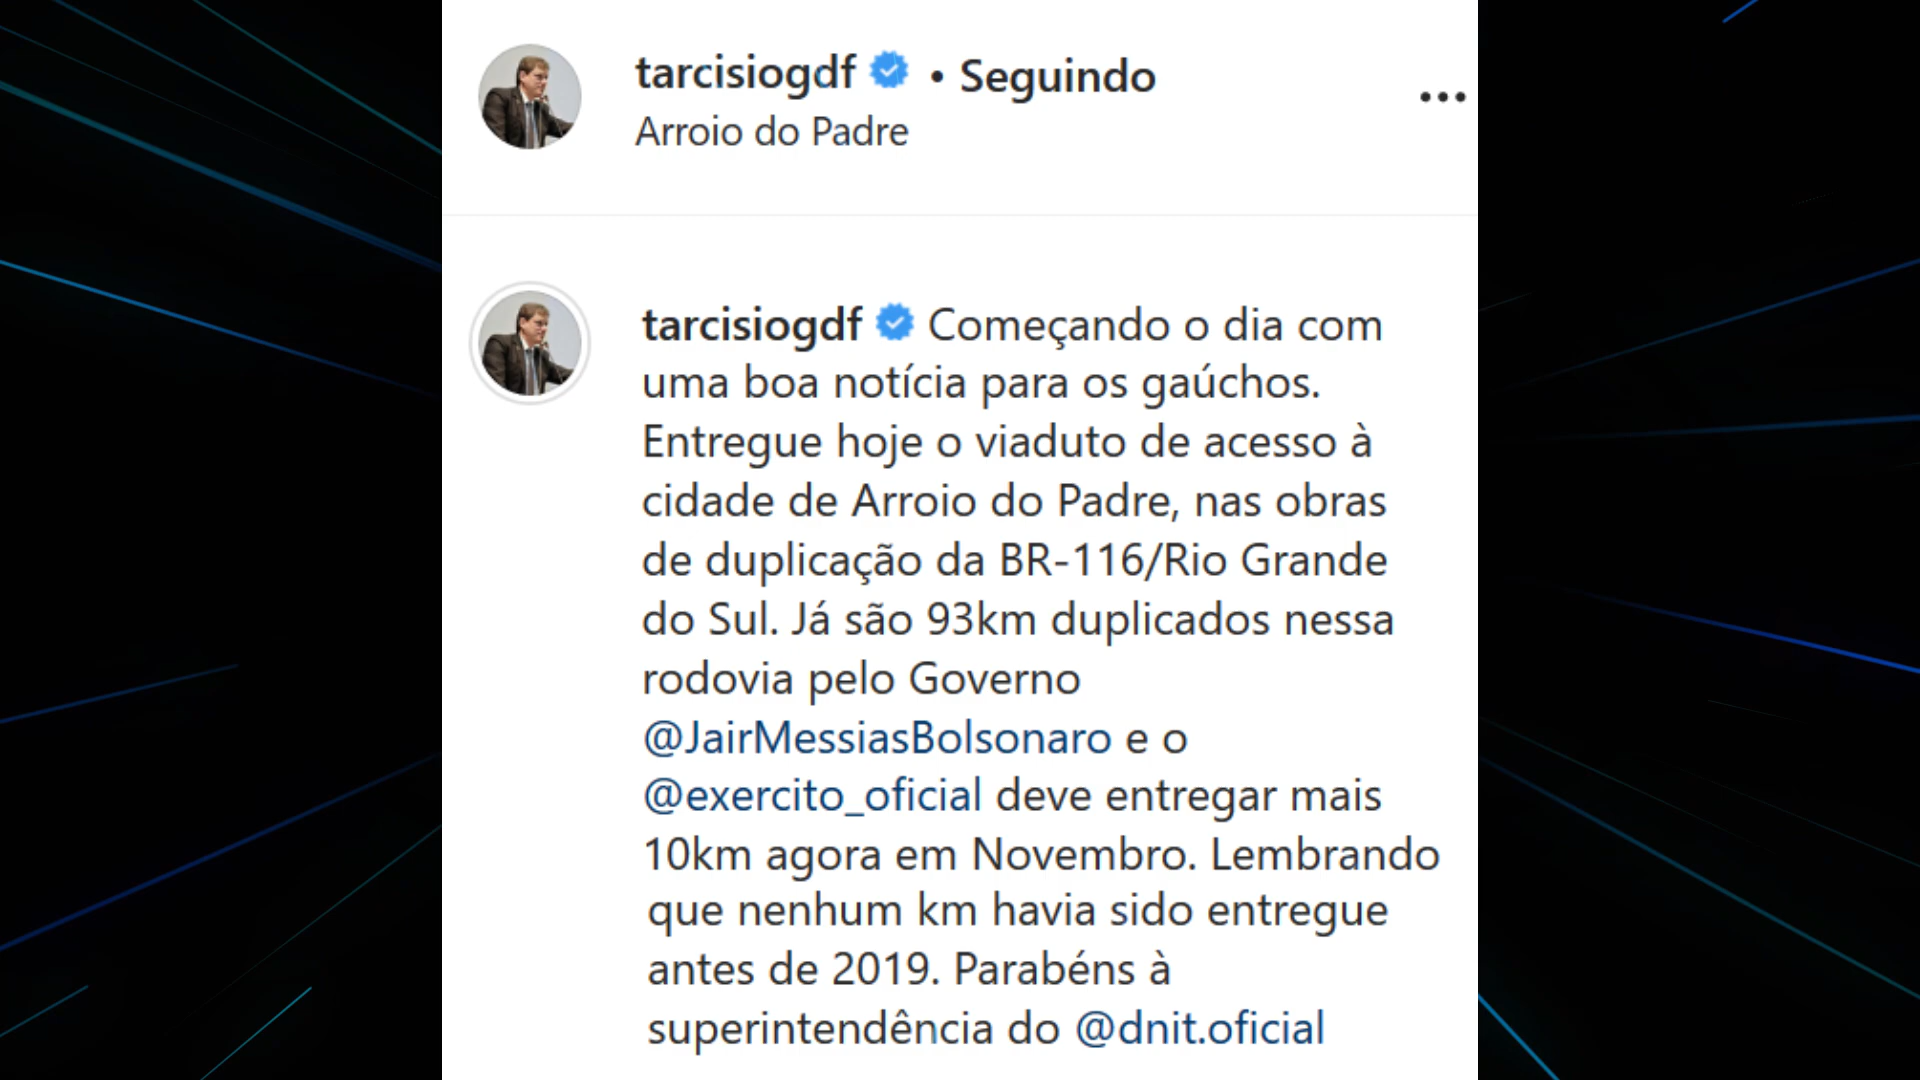 tarcisiogdf • Seguindo
Arroio do Padre
tarcisiogdf Começando o dia com
uma boa notícia para os gaúchos.
Entregue hoje o viaduto de acesso à
cidade de Arroio do Padre, nas obras
de duplicação da BR-116/Rio Grande
do Sul. Já são 93km duplicados nessa
rodovia pelo Governo
@JairMessiasBolsonaro e o
@exercito_oficial deve entregar mais
10km agora em Novembro. Lembrando
que nenhum km havia sido entregue
antes de 2019. Parabéns à
superintendência do @dnit.oficial